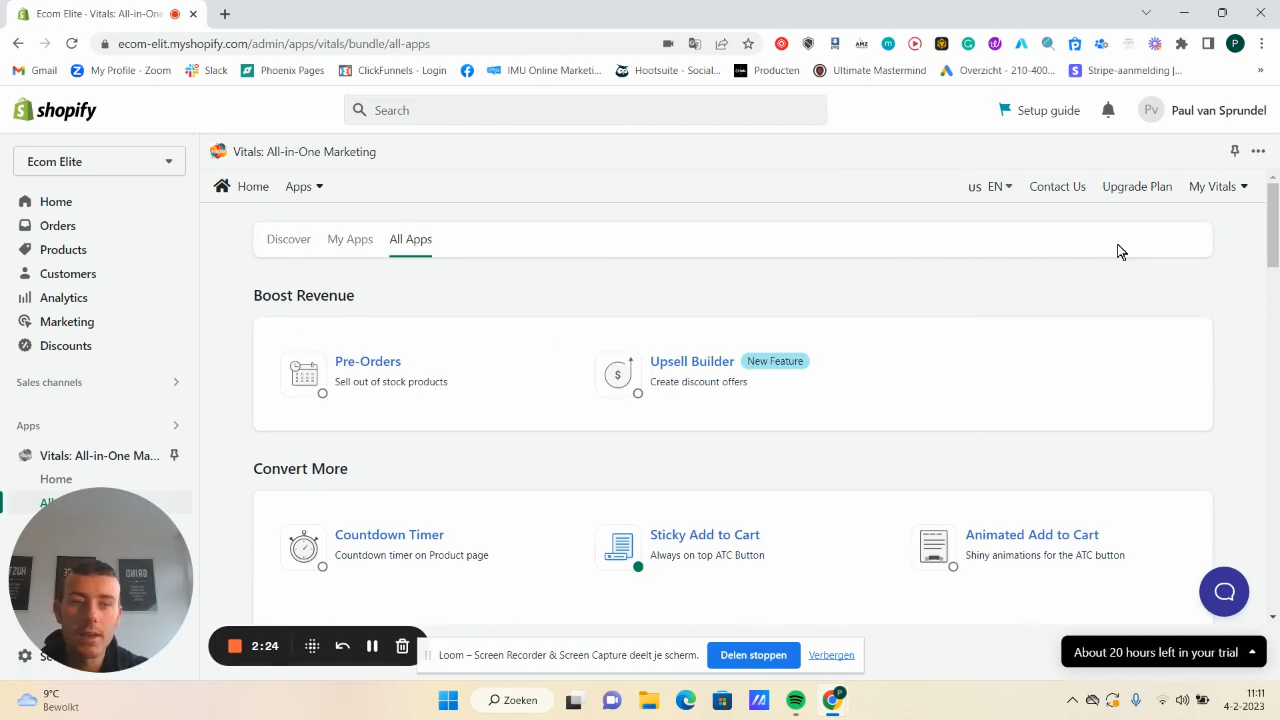 Ecom Elite - Vitals: All-in-One
ecom-elit.myshopify.com/admin/apps/vitals/bundle/all-apps
P
Gmail
My Profile - Zoom
Slack
Phoenix Pages
ClickFunnels - Login
IMU Online Marketi...
Hootsuite - Social...
Producten
Ultimate Mastermind
Overzicht - 210-400...
Stripe-aanmelding |...
»
shopify
Search
Setup guide
Pv
Paul van Sprundel
Ecom Elite
Vitals: All-in-One Marketing
Home
Apps
US EN
Contact Us
Upgrade Plan
My Vitals
Home
Orders
Products
Customers
Analytics
Marketing
Discounts
Sales channels
Apps
Vitals: All-in-One Ma...
Home
Discover
My Apps
All Apps
Boost Revenue
Pre-Orders
Sell out of stock products
Upsell Builder
New Feature
Create discount offers
Convert More
Countdown Timer
Countdown timer on Product page
Sticky Add to Cart
Always on top ATC Button
Animated Add to Cart
Shiny animations for the ATC button
2:24
Loom – Screen Recorder & Screen Capture deelt je scherm.
Delen stoppen
Verbergen
About 20 hours left in your trial
9°C
Bewolkt
Zoeken
11:10
4-2-2023